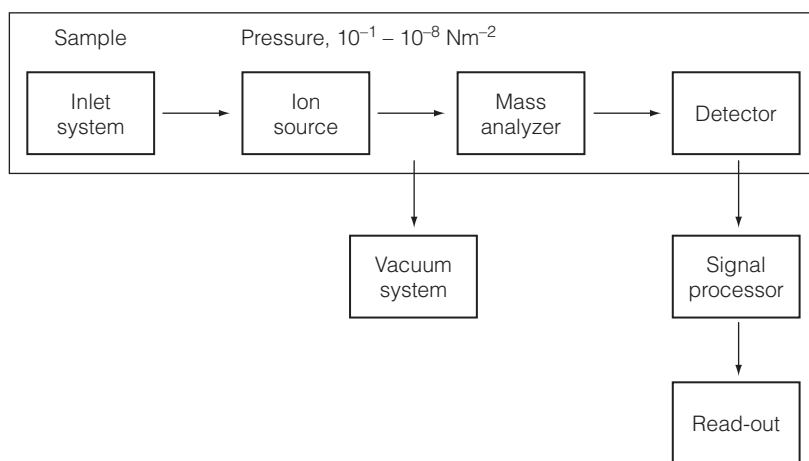 Sample
Pressure, 10⁻¹ – 10⁻⁸ Nm⁻²
Inlet
system
Ion
source
Mass
analyzer
Detector
Vacuum
system
Signal
processor
Read-out